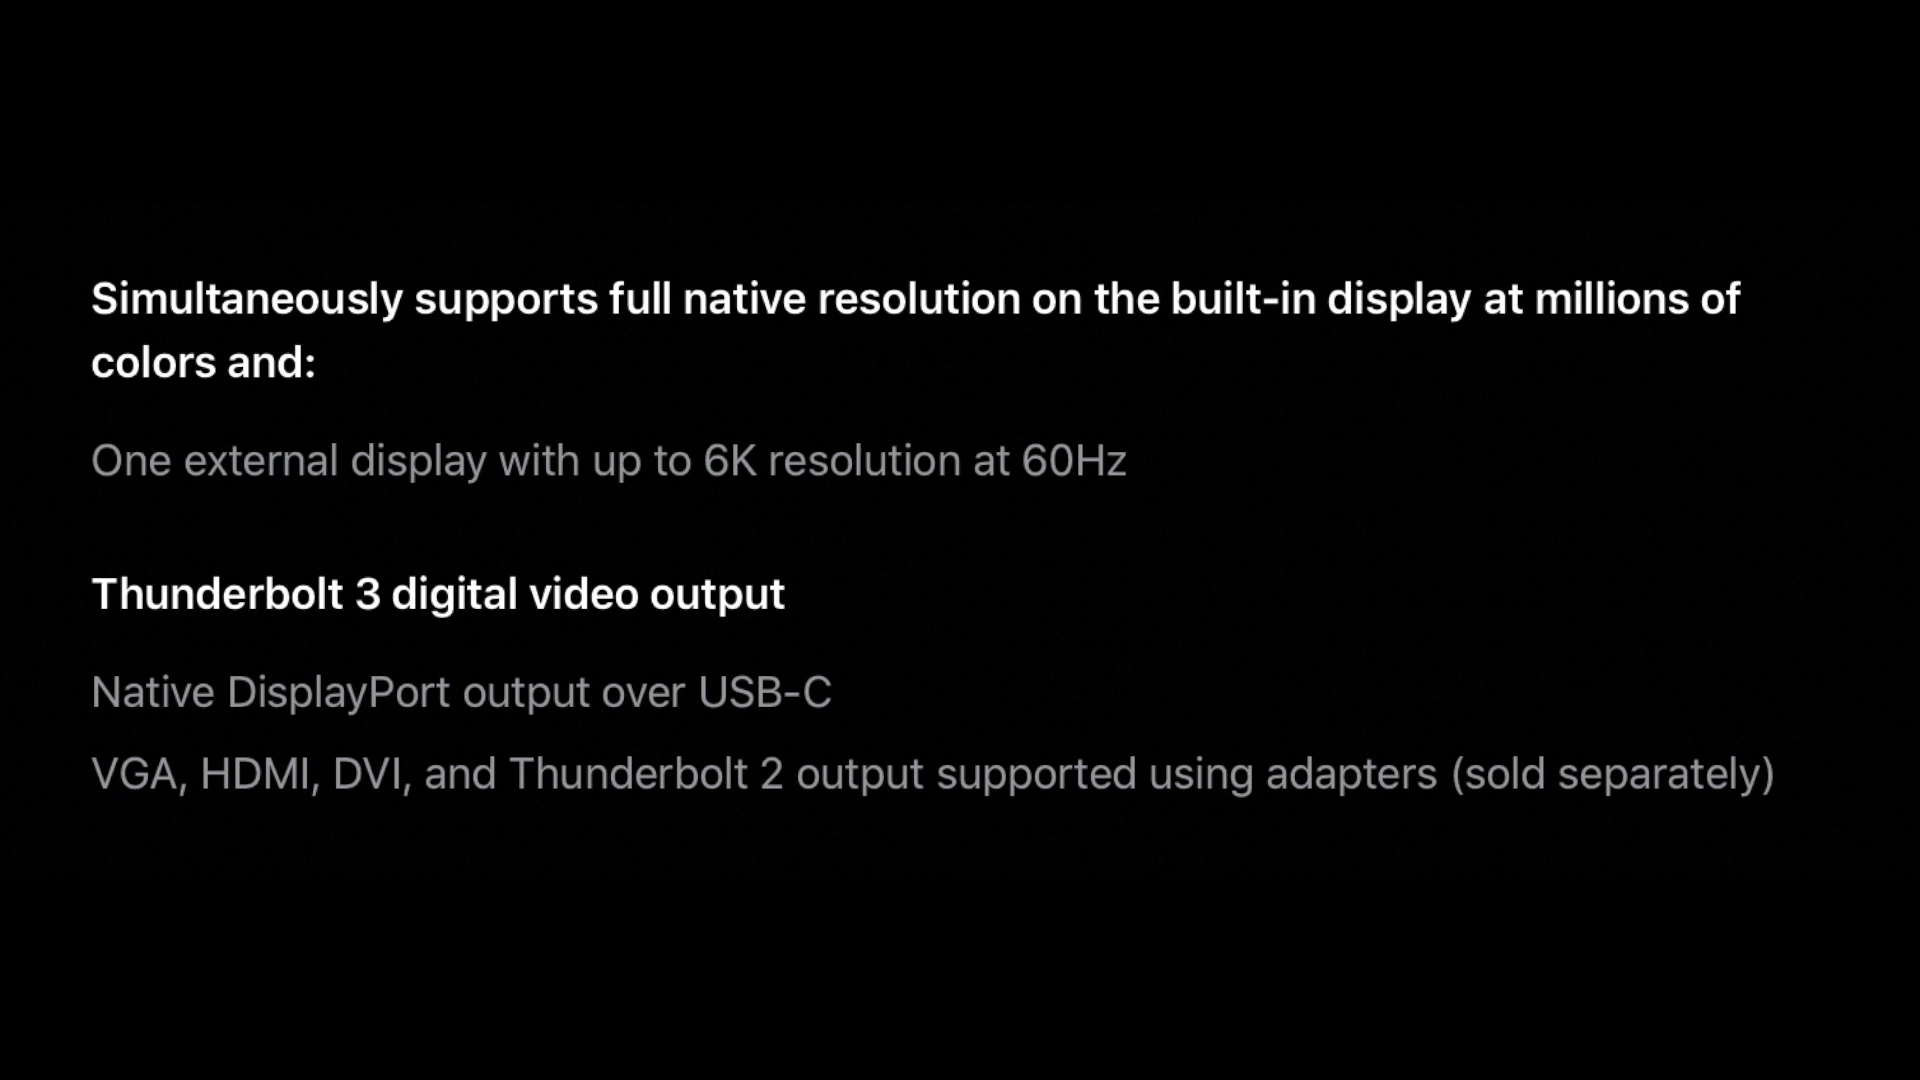 Simultaneously supports full native resolution on the built-in display at millions of
colors and:
One external display with up to 6K resolution at 60Hz
Thunderbolt 3 digital video output
Native DisplayPort output over USB-C
VGA, HDMI, DVI, and Thunderbolt 2 output supported using adapters (sold separately)